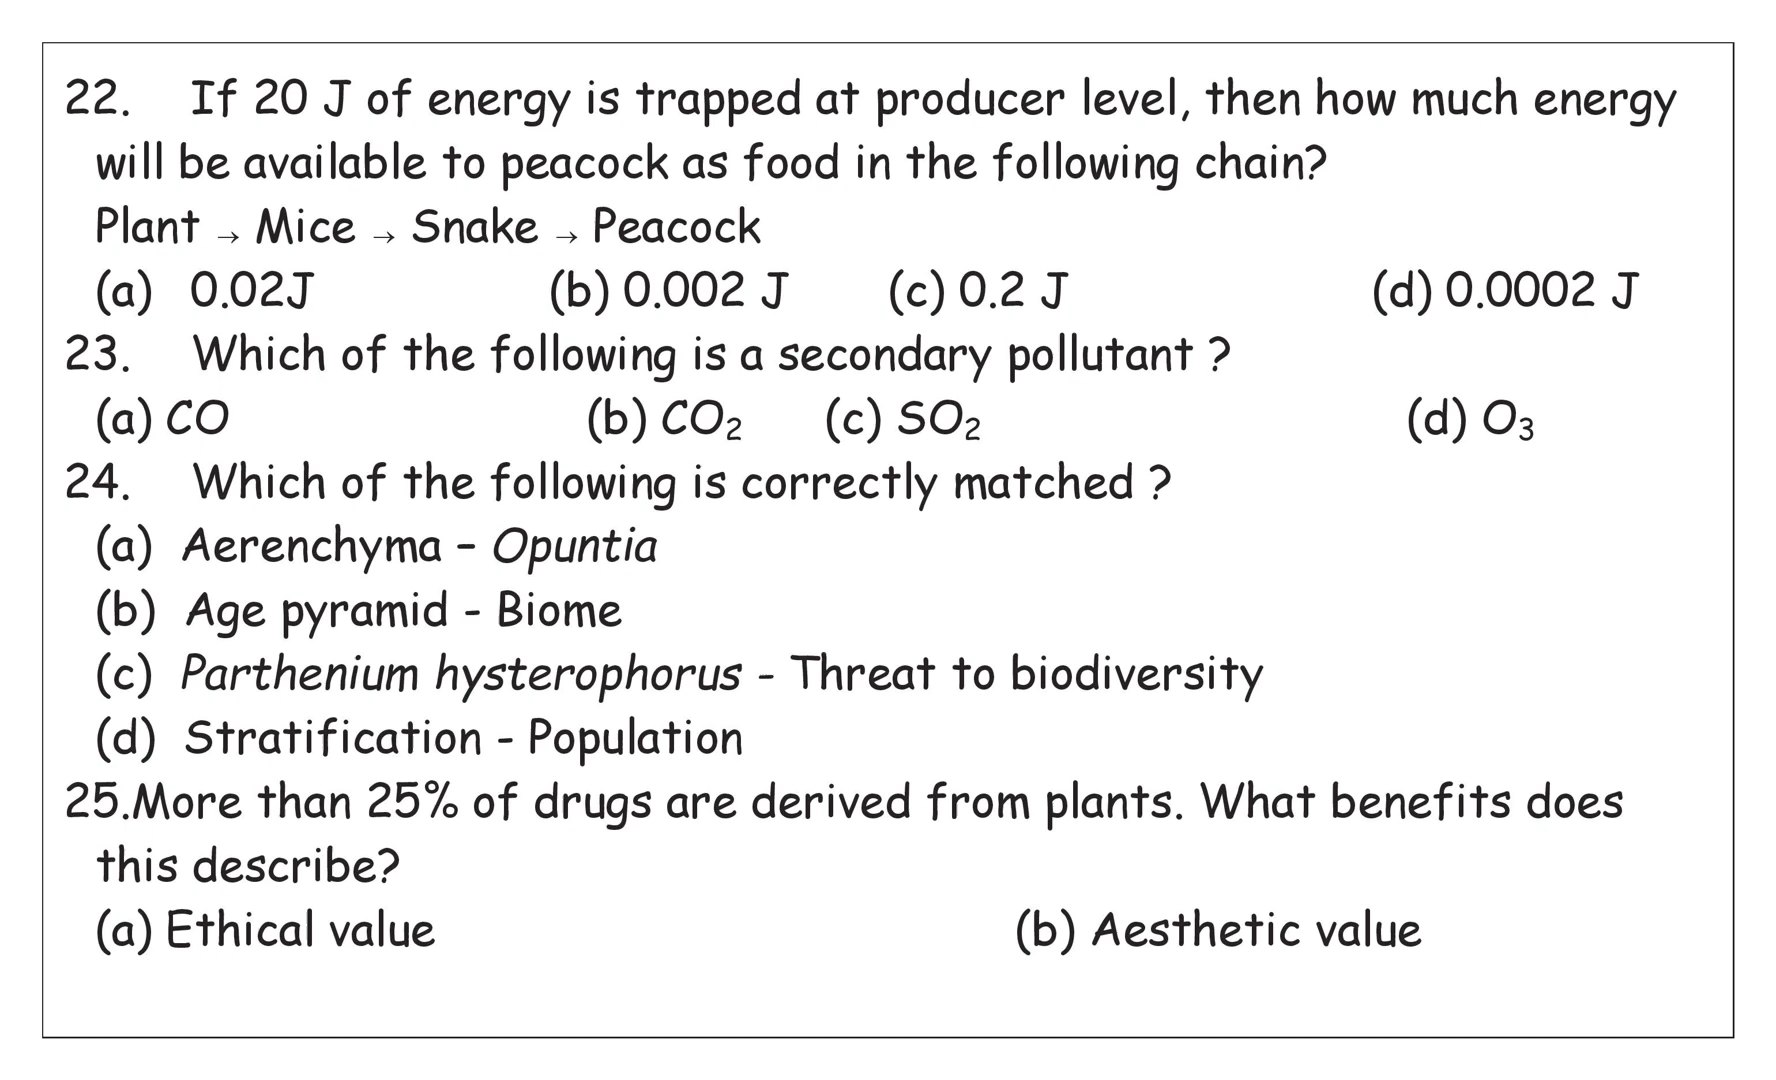 22. If 20 J of energy is trapped at producer level, then how much energy
will be available to peacock as food in the following chain?
Plant → Mice → Snake → Peacock
(a) 0.02J (b) 0.002 J (c) 0.2 J (d) 0.0002 J
23. Which of the following is a secondary pollutant ?
(a) CO (b) CO₂ (c) SO₂ (d) O₃
24. Which of the following is correctly matched ?
(a) Aerenchyma – Opuntia
(b) Age pyramid - Biome
(c) Parthenium hysterophorus - Threat to biodiversity
(d) Stratification - Population
25.More than 25% of drugs are derived from plants. What benefits does
this describe?
(a) Ethical value (b) Aesthetic value